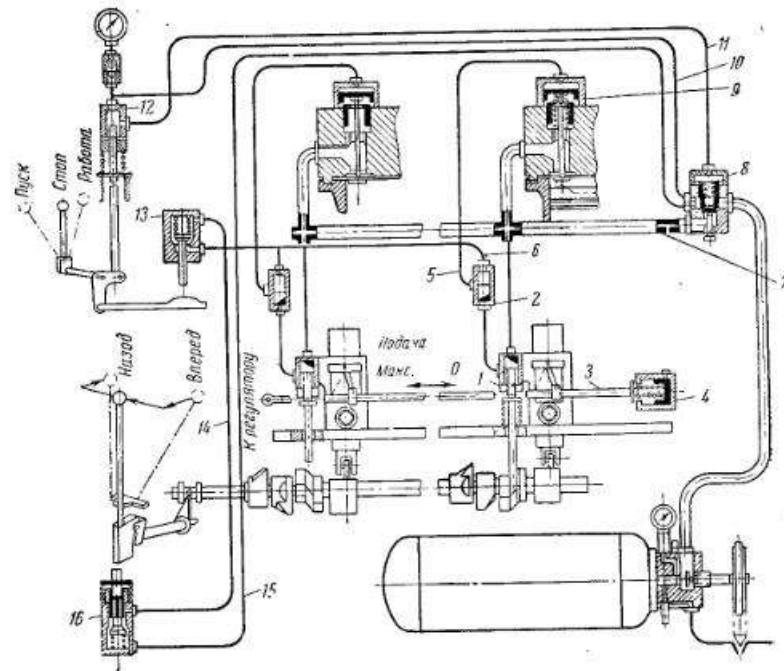 11
10
12
9
Пуск
Стоп
Работа
8
13
6
7
5
2
Назад
Вперед
К регулятору
Подача
Макс.
0
1
3
4
14
15
16